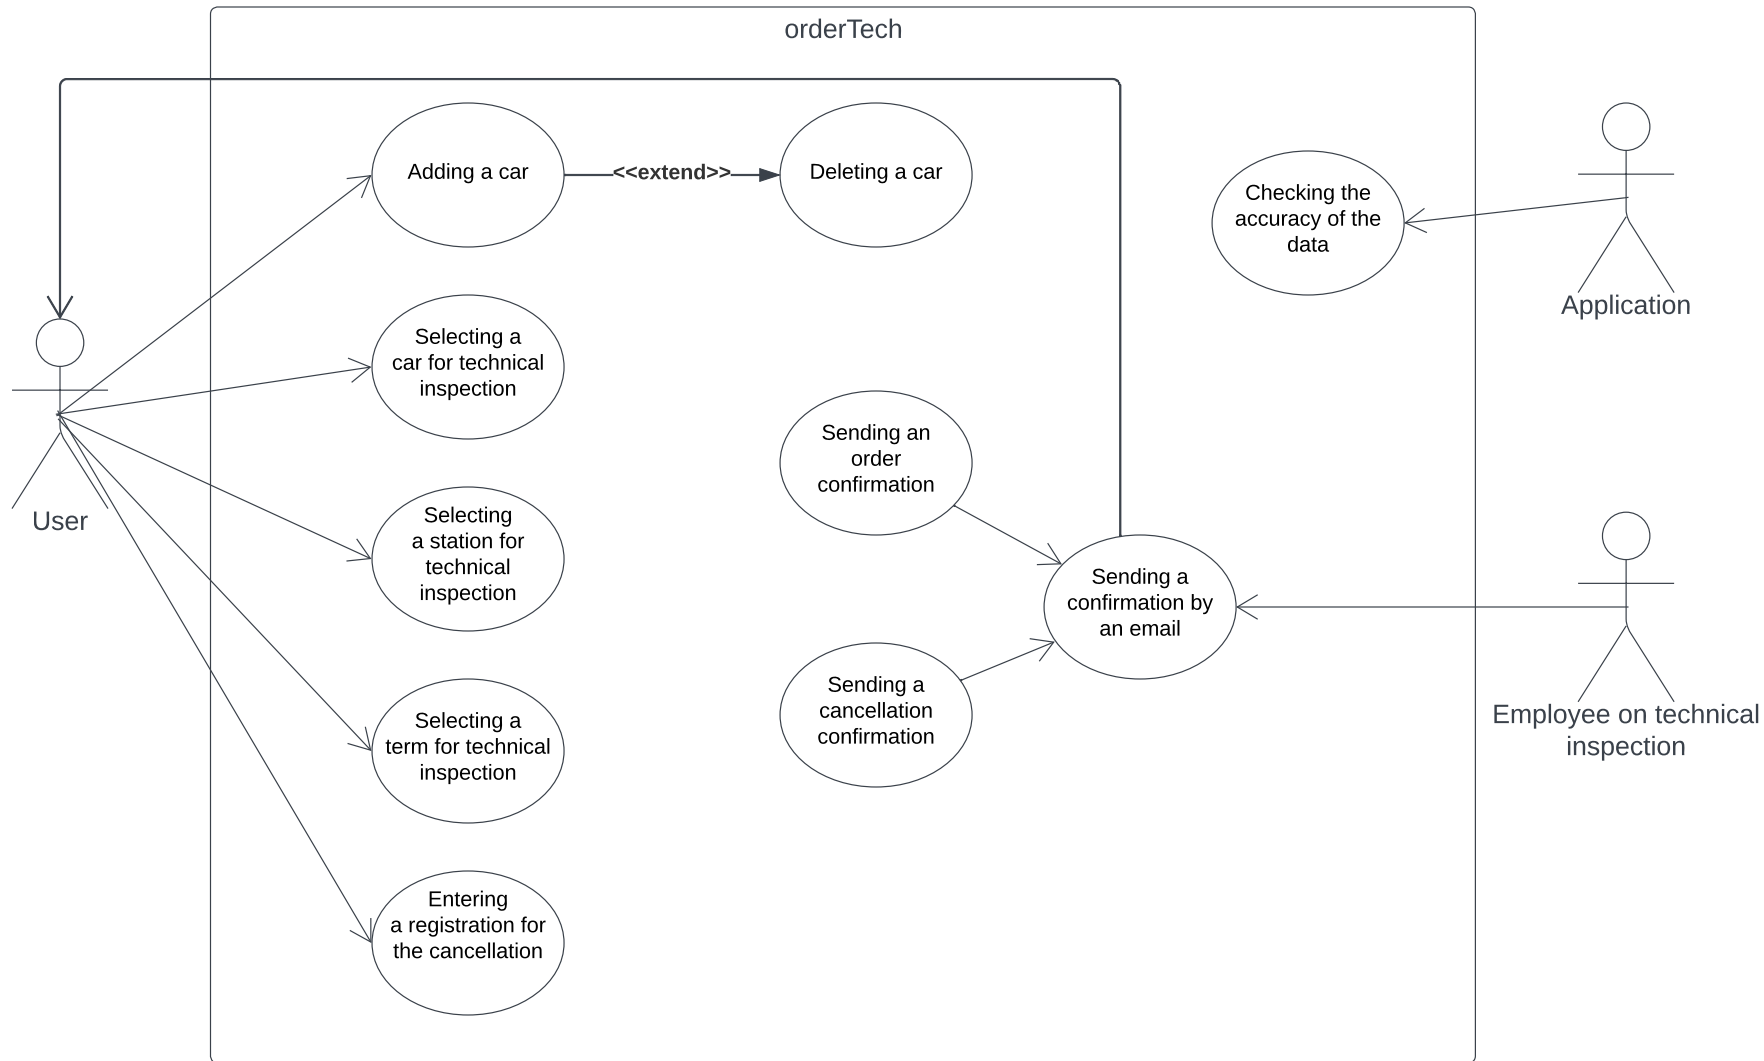 orderTech
Adding a car
<<extend>>
Deleting a car
Checking the
accuracy of the
data
Application
Selecting a
car for technical
inspection
Sending an
order
confirmation
User
Selecting
a station for
technical
inspection
Sending a
confirmation by
an email
Employee on technical
inspection
Sending a
cancellation
confirmation
Selecting a
term for technical
inspection
Entering
a registration for
the cancellation